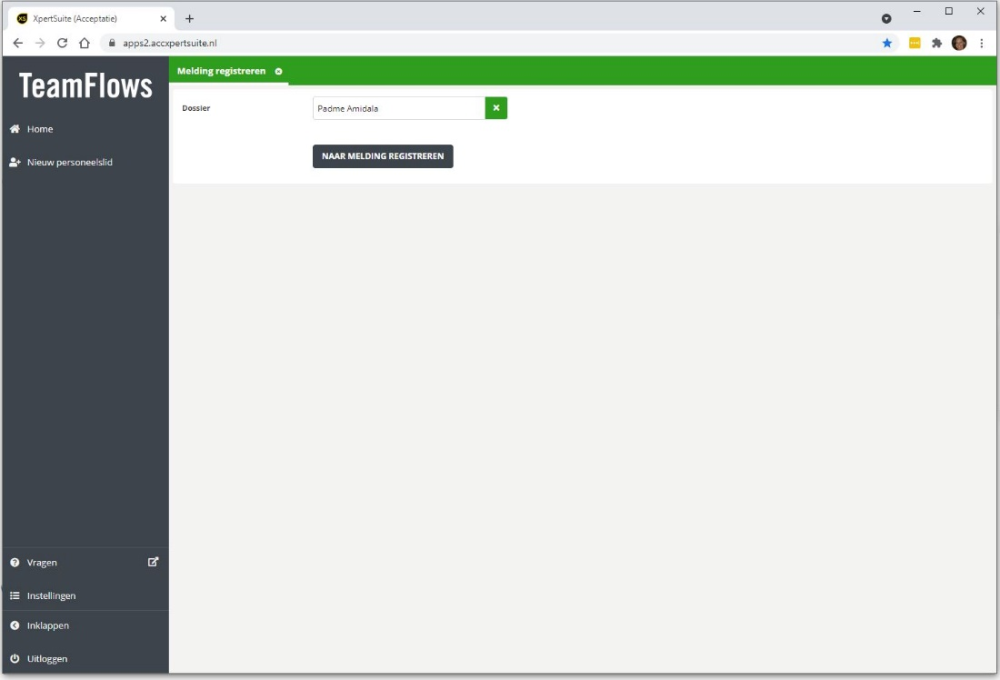 XpertSuite (Acceptatie)
apps2.accxpertsuite.nl
TeamFlows
Home
Nieuw personeelslid
Vragen
Instellingen
Inklappen
Uitloggen
Melding registreren
Dossier
Padme Amidala
NAAR MELDING REGISTREREN